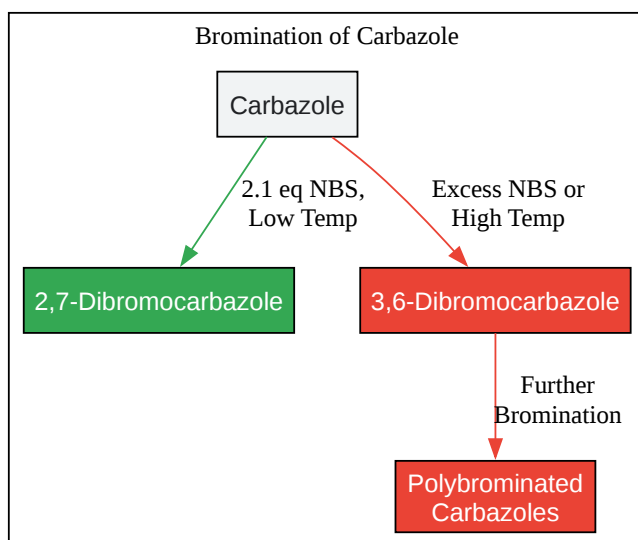 Bromination of Carbazole
Carbazole
2.1 eq NBS,
Low Temp
Excess NBS or
High Temp
2,7-Dibromocarbazole
3,6-Dibromocarbazole
Further
Bromination
Polybrominated
Carbazoles